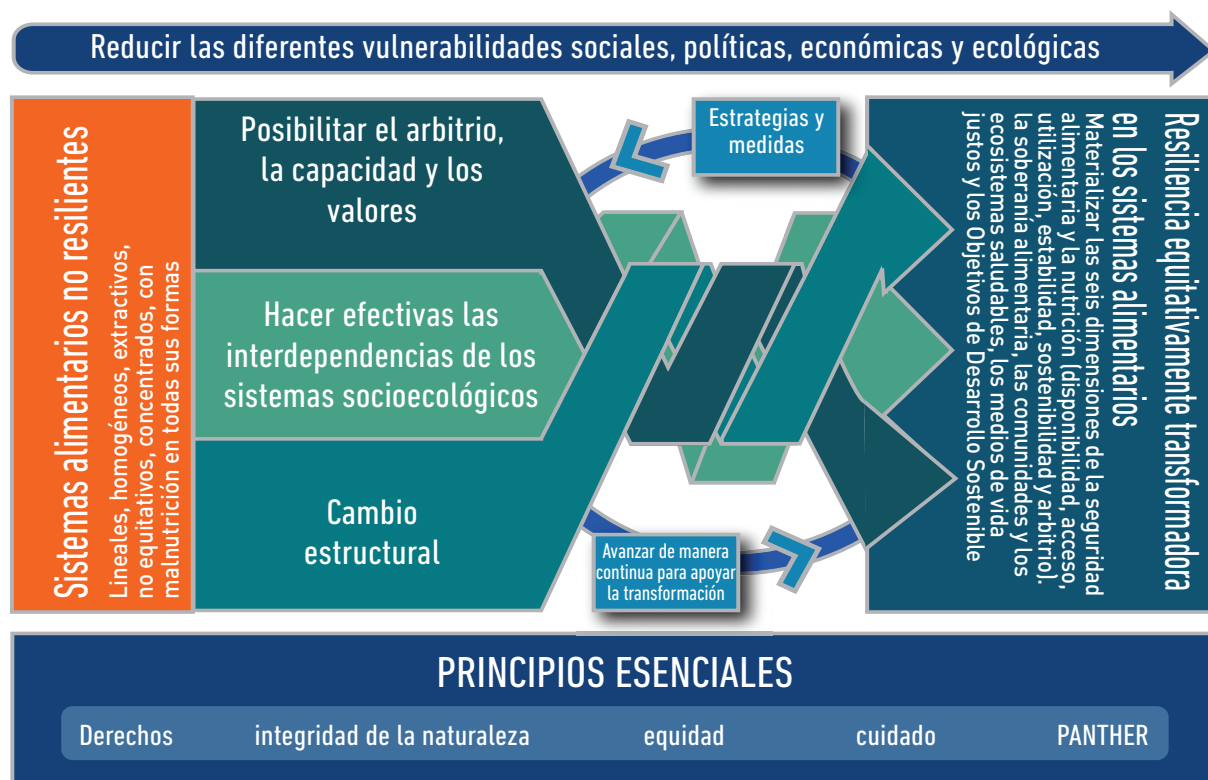 Reducir las diferentes vulnerabilidades sociales, políticas, económicas y ecológicas
Sistemas alimentarios no resilientes
Lineales, homogéneos, extractivos,
no equitativos, concentrados, con
malnutrición en todas sus formas
Posibilitar el arbitrio,
la capacidad y los
valores
Hacer efectivas las
interdependencias de los
sistemas socioecológicos
Cambio
estructural
Estrategias y
medidas
Avanzar de manera
continua para apoyar
la transformación
Resiliencia equitativamente transformadora
en los sistemas alimentarios
Materializar las seis dimensiones de la seguridad
alimentaria y la nutrición (disponibilidad, acceso,
utilización, estabilidad, sostenibilidad y arbitrio).
la soberanía alimentaria, las comunidades y los
ecosistemas saludables, los medios de vida
justos y los Objetivos de Desarrollo Sostenible
PRINCIPIOS ESENCIALES
Derechos integridad de la naturaleza equidad cuidado PANTHER